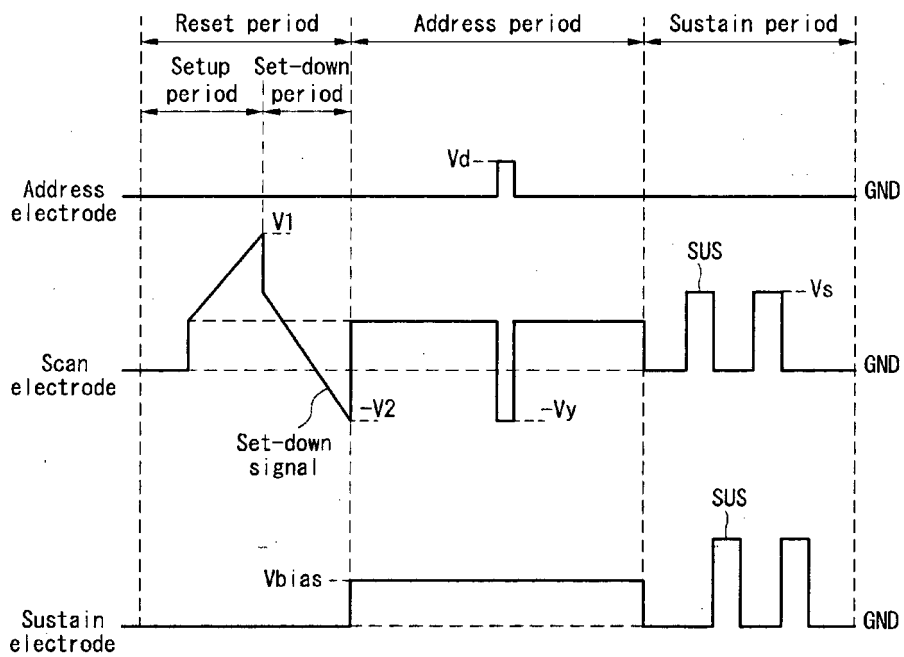 Reset period
Address period
Sustain period
Setup period
Set-down period
Vd
Address electrode
GND
V1
SUS
Vs
Scan electrode
GND
-V2
-Vy
Set-down signal
SUS
Vbias
Sustain electrode
GND